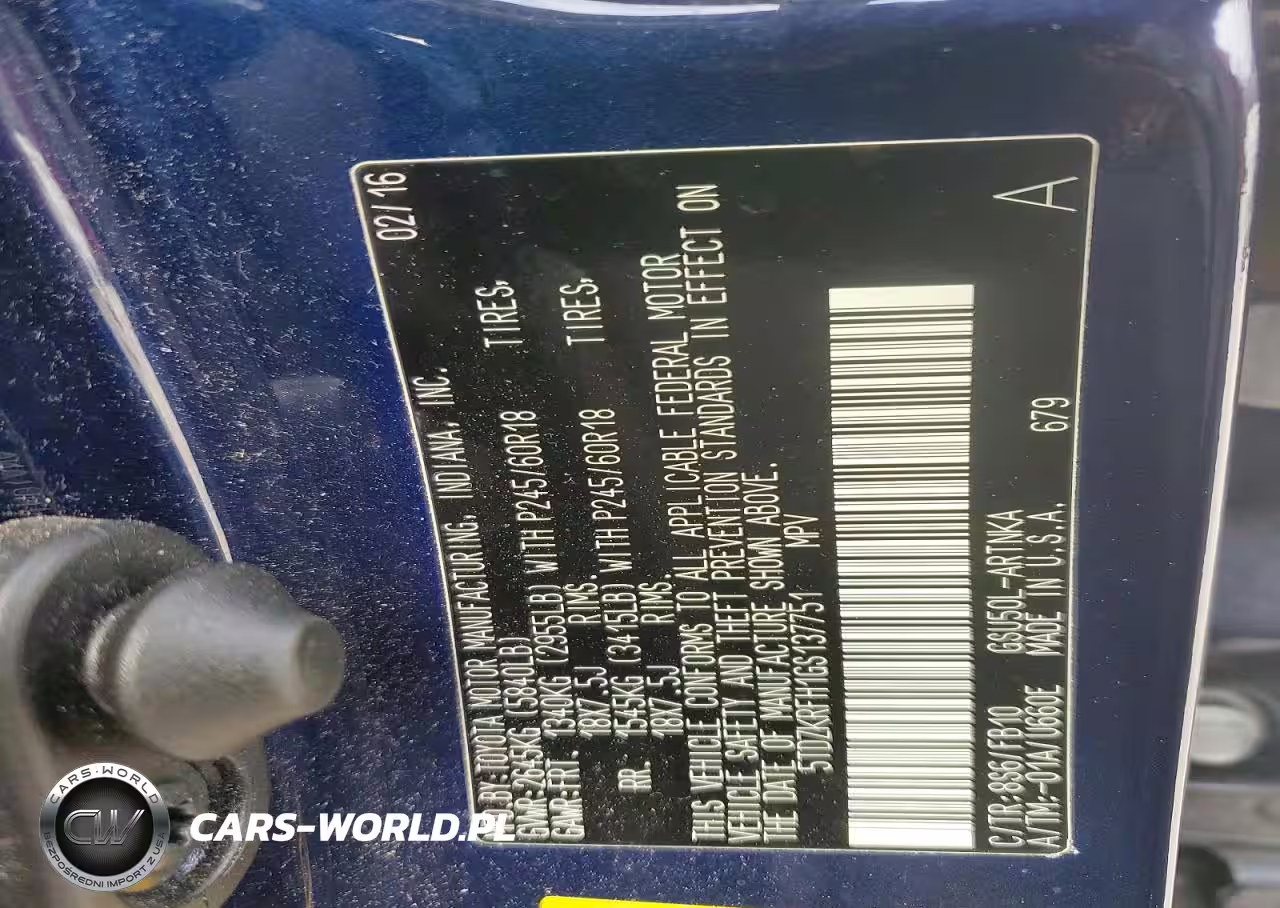 02/16
MFD BY:TOYOTA MOTOR MANUFACTURING, INDIANA, INC.
GVWR:2645KG (5840LB)
GAWR:FRT. 1340KG (2955LB) WITH P245/60R18 TIRES,
18X7.5J RIMS.
RR. 1545KG (3415LB) WITH P245/60R18 TIRES,
18X7.5J RIMS.
THIS VEHICLE CONFORMS TO ALL APPLICABLE FEDERAL MOTOR
VEHICLE SAFETY AND THEFT PREVENTION STANDARDS IN EFFECT ON
THE DATE OF MANUFACTURE SHOWN ABOVE.
5TDZKRFH1GS137751 MPV
C/TR:8S6/FB10 GSU50L-ARTNKA
A/TM:-01A/U660E MADE IN U.S.A. 679
A
CARS-WORLD
CW
BEZPOŚREDNI IMPORT Z USA
CARS-WORLD.PL